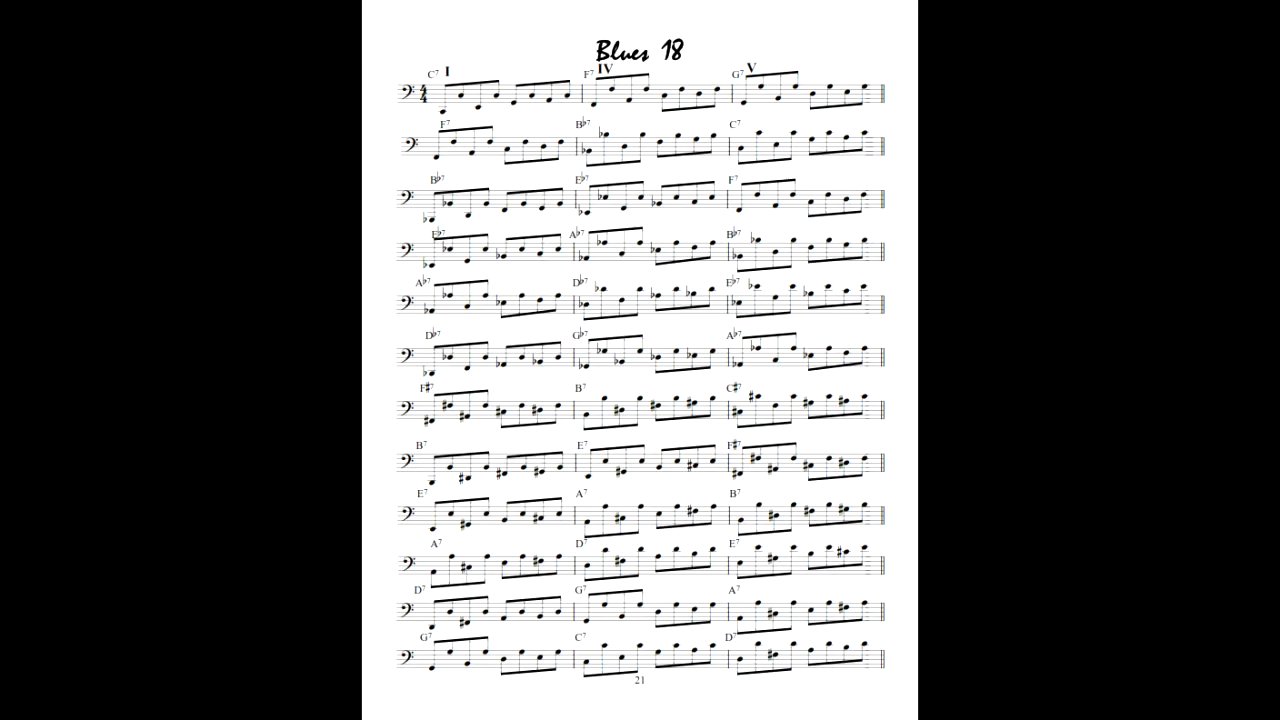 Blues 18
C7 I F7 IV G7 V
4
4
F7 B♭7 C7
B♭7 E♭7 F7
E♭7 A♭7 B♭7
A♭7 D♭7 E♭7
D♭7 G♭7 A♭7
F#7 B7 C#7
B7 E7 F#7
E7 A7 B7
A7 D7 E7
D7 G7 A7
G7 C7 D7
21